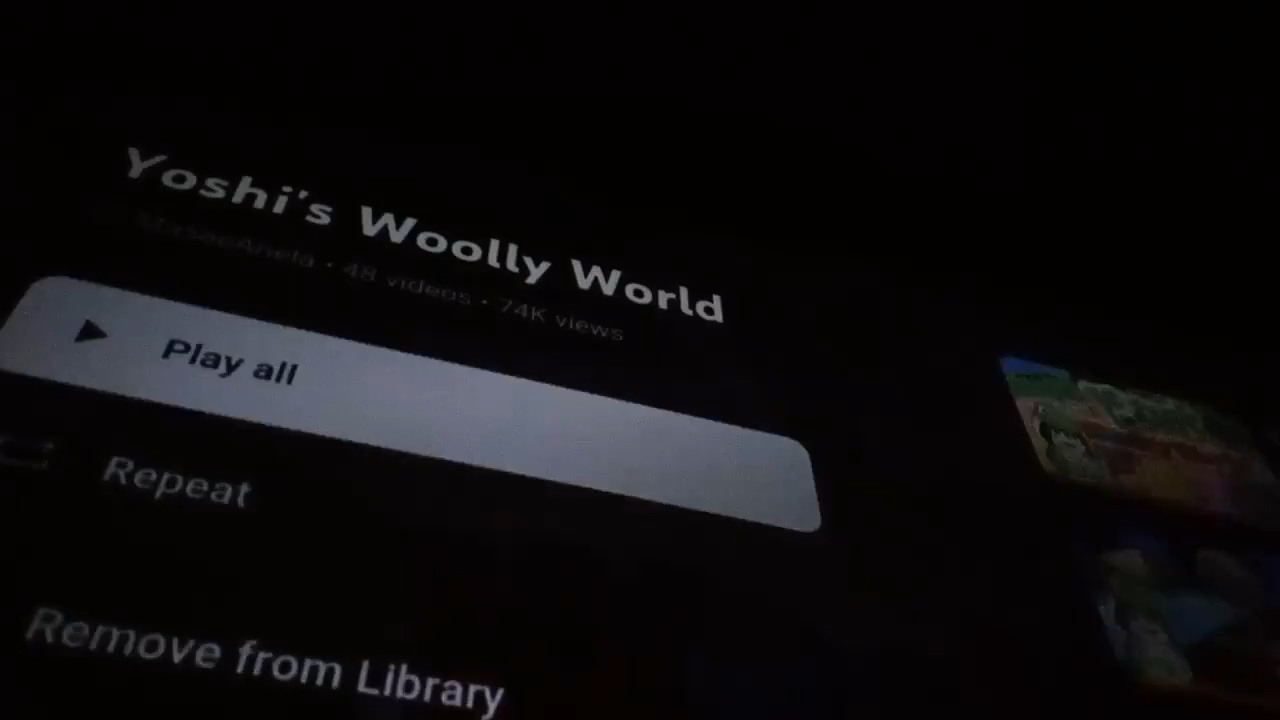 Yoshi's Woolly World
• 48 videos • 74K views
Play all
Repeat
Remove from Library